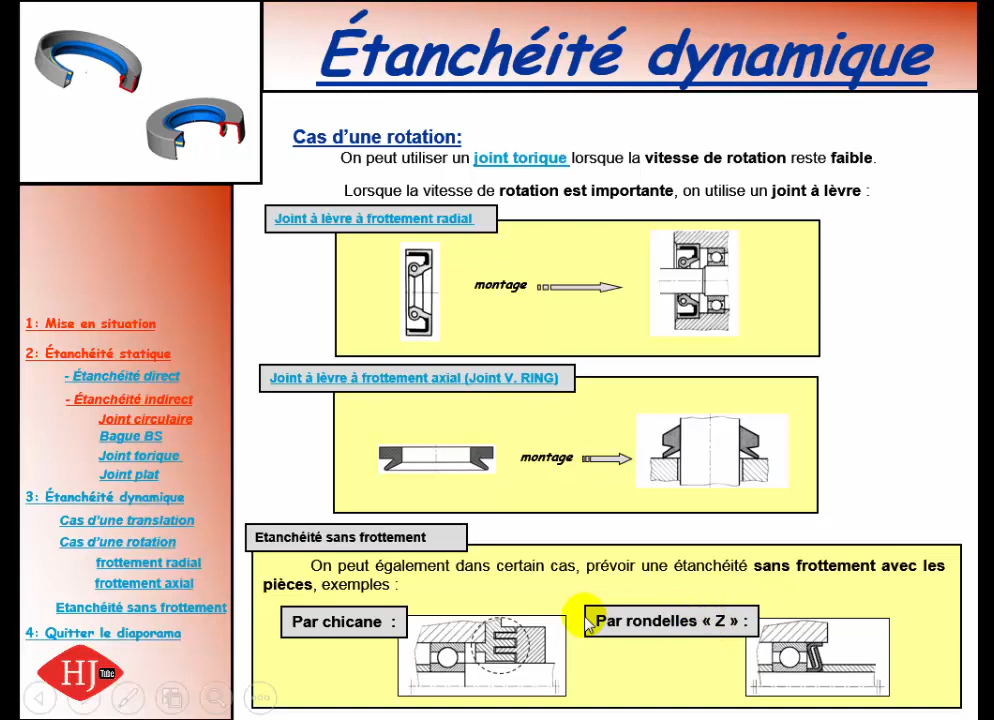 Étanchéité dynamique
Cas d’une rotation:
On peut utiliser un joint torique lorsque la vitesse de rotation reste faible.
Lorsque la vitesse de rotation est importante, on utilise un joint à lèvre :
Joint à lèvre à frottement radial
montage
Joint à lèvre à frottement axial (Joint V. RING)
montage
Etanchéité sans frottement
On peut également dans certain cas, prévoir une étanchéité sans frottement avec les
pièces, exemples :
Par chicane :
Par rondelles « Z » :
1: Mise en situation
2: Étanchéité statique
- Étanchéité direct
- Étanchéité indirect
Joint circulaire
Bague BS
Joint torique
Joint plat
3: Étanchéité dynamique
Cas d’une translation
Cas d’une rotation
frottement radial
frottement axial
Etanchéité sans frottement
4: Quitter le diaporama
HJ Tube